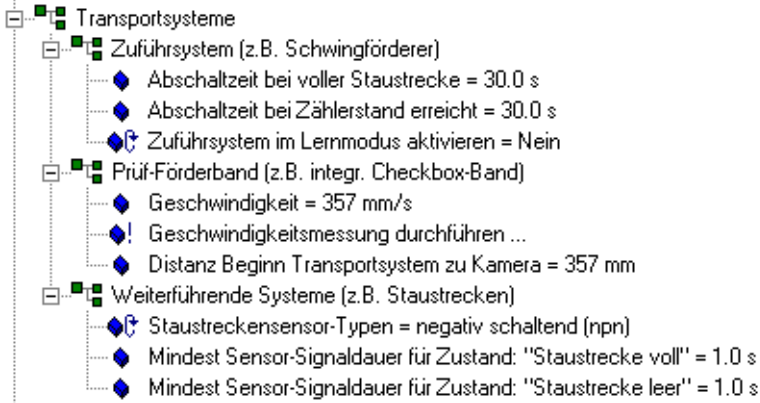 Transportsysteme
Zuführsystem (z.B. Schwingförderer)
Abschaltzeit bei voller Staustrecke = 30.0 s
Abschaltzeit bei Zählerstand erreicht = 30.0 s
Zuführsystem im Lernmodus aktivieren = Nein
Prüf-Förderband (z.B. integr. Checkbox-Band)
Geschwindigkeit = 357 mm/s
Geschwindigkeitsmessung durchführen ...
Distanz Beginn Transportsystem zu Kamera = 357 mm
Weiterführende Systeme (z.B. Staustrecken)
Staustreckensensor-Typen = negativ schaltend (npn)
Mindest Sensor-Signaldauer für Zustand: "Staustrecke voll" = 1.0 s
Mindest Sensor-Signaldauer für Zustand: "Staustrecke leer" = 1.0 s